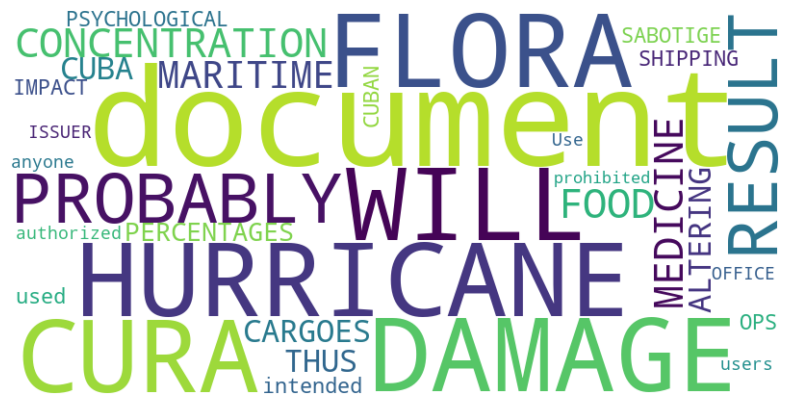 PSYCHOLOGICAL
FLORA
SABOTIGE
RESULT
CONCENTRATION
SHIPPING
CUBA
MARITIME
CUBAN
IMPACT
document
ISSUER
Use
MEDICINE
anyone
PROBABLY
WILL
prohibited
ALTERING
FOOD
authorized
PERCENTAGES
HURRICANE
OFFICE
used
CURA
CARGOES
DAMAGE
OPS
THUS
users
intended